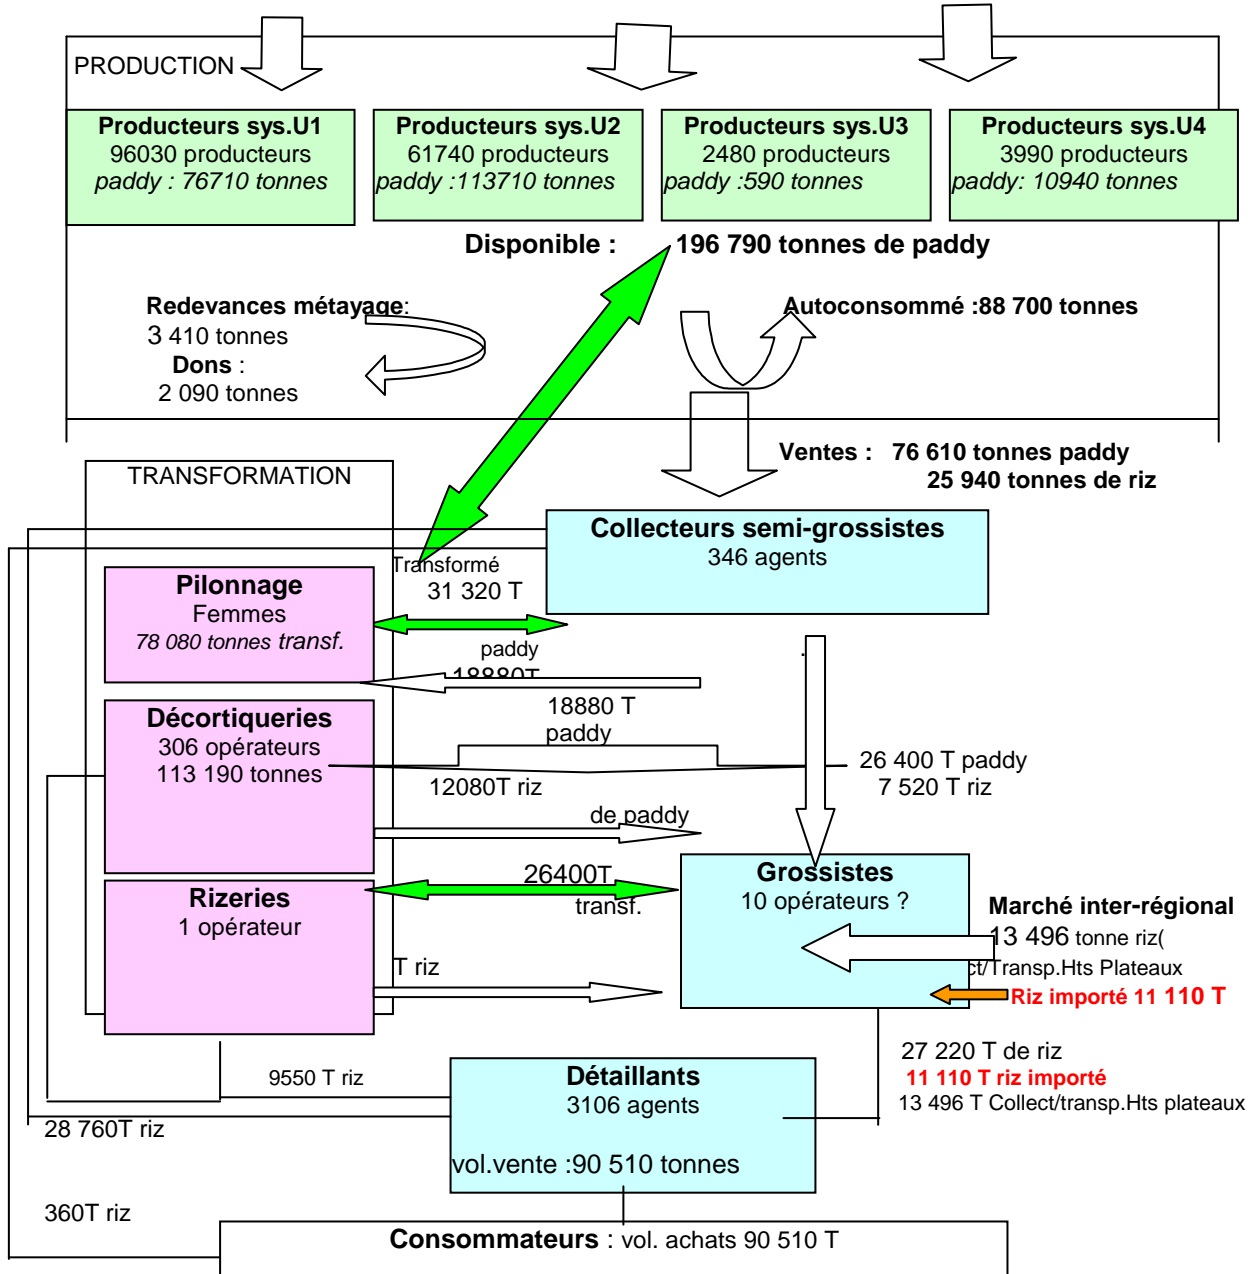 PRODUCTION
Producteurs sys.U1
96030 producteurs
paddy : 76710 tonnes
Producteurs sys.U2
61740 producteurs
paddy :113710 tonnes
Producteurs sys.U3
2480 producteurs
paddy :590 tonnes
Producteurs sys.U4
3990 producteurs
paddy: 10940 tonnes
Disponible : 196 790 tonnes de paddy
Redevances métayage:
3 410 tonnes
Dons :
2 090 tonnes
Autoconsommé :88 700 tonnes
Ventes : 76 610 tonnes paddy
25 940 tonnes de riz
TRANSFORMATION
Collecteurs semi-grossistes
346 agents
Transformé
31 320 T
Pilonnage
Femmes
78 080 tonnes transf.
paddy
18880T
18880 T
paddy
Décortiqueries
306 opérateurs
113 190 tonnes
12080T riz
26 400 T paddy
7 520 T riz
de paddy
26400T
transf.
Rizeries
1 opérateur
T riz
Grossistes
10 opérateurs ?
Marché inter-régional
13 496 tonne riz(
ct/Transp.Hts Plateaux
Riz importé 11 110 T
27 220 T de riz
11 110 T riz importé
13 496 T Collect/transp.Hts plateaux
9550 T riz
Détaillants
3106 agents
vol.vente :90 510 tonnes
28 760T riz
360T riz
Consommateurs : vol. achats 90 510 T